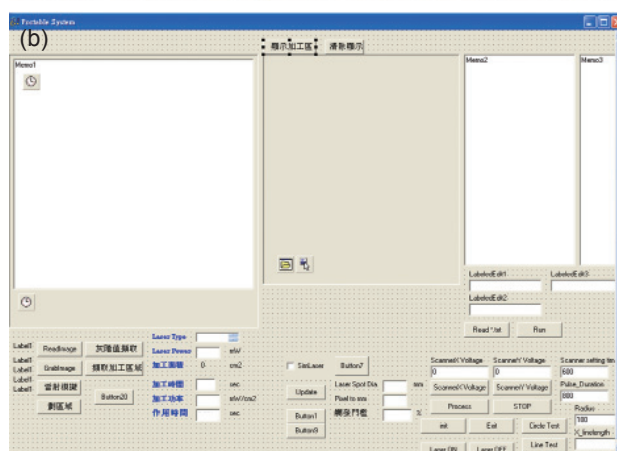 Portable System
(b)
顯示加工區 清除顯示
Memo1
Memo2
Memo3
LabeledEdit1
LabeledEdit3
LabeledEdit2
Read *.txt
Run
Label1
Label1
Label1
Label1
Label1
ReadImage
灰階值擷取
GrabImage
擷取加工區域
雷射模擬
劃區域
Button20
Laser Type
Laser Power mW
加工面積 0 cm2
加工時間 sec
加工功率 mW/cm2
作用時間 sec
SimLaser
Button7
Update
Button1
Button9
Laser Spot Dia. mm
Pixel to mm
觸發門檻 %
ScannerX Voltage
0
ScannerY Voltage
0
Scanner setting tim
600
ScannerX Voltage
ScannerY Voltage
Pulse_Duration
800
Process
STOP
Radius
100
init
Exit
Circle Test
X_linelength
Laser ON
Laser OFF
Line Test